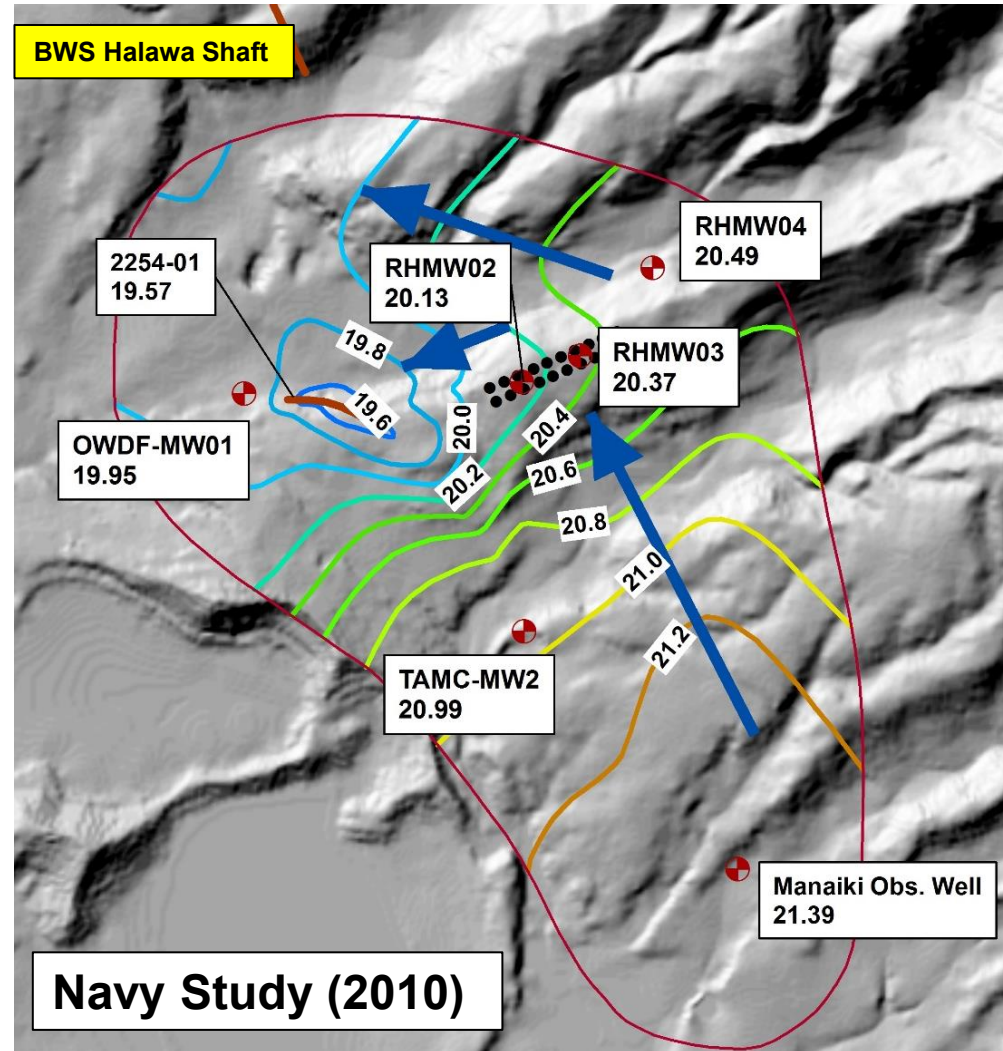 BWS Halawa Shaft
RHMW04
20.49
2254-01
19.57
RHMW02
20.13
19.8
RHMW03
20.37
19.6
20.0
20.4
OWDF-MW01
19.95
20.2
20.6
20.8
21.0
21.2
TAMC-MW2
20.99
Manaiki Obs. Well
21.39
Navy Study (2010)